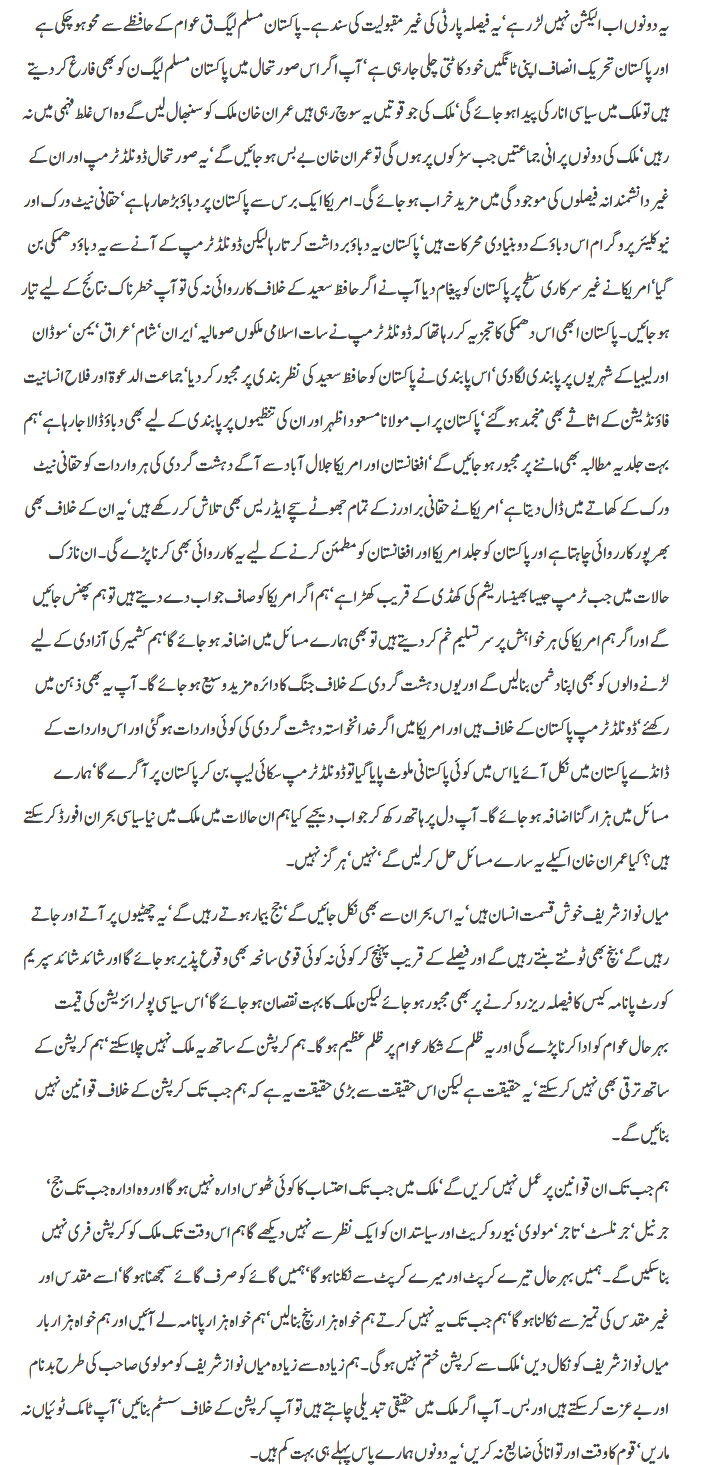 یہ دونوں اب الیکشن نہیں لڑ رہے‘ یہ فیصلہ پارٹی کی غیر مقبولیت کی سند ہے۔ پاکستان مسلم لیگ ق عوام کے حافظے سے محو ہو چکی ہے
اور پاکستان تحریک انصاف اپنی ٹانگیں خود کاٹتی چلی جا رہی ہے‘ آپ اگر اس صورتحال میں پاکستان مسلم لیگ ن کو بھی فارغ کر دیتے
ہیں تو ملک میں سیاسی انارکی پیدا ہو جائے گی‘ ملک کی جو قوتیں یہ سوچ رہی ہیں عمران خان ملک کو سنبھال لیں گے وہ اس غلط فہمی میں نہ
رہیں‘ ملک کی دونوں پرانی جماعتیں جب سڑکوں پر ہوں گی تو عمران خان بے بس ہو جائیں گے‘ یہ صورتحال ڈونلڈ ٹرمپ اور ان کے
غیر دانشمندانہ فیصلوں کی موجودگی میں مزید خراب ہو جائے گی۔ امریکا ایک برس سے پاکستان پر دباؤ بڑھا رہا ہے‘ حقانی نیٹ ورک اور
نیوکلیئر پروگرام اس دباؤ کے دو بنیادی محرکات ہیں‘ پاکستان یہ دباؤ برداشت کرتا رہا لیکن ڈونلڈ ٹرمپ کے آنے سے یہ دباؤ دھمکی بن
گیا‘ امریکا نے غیر سرکاری سطح پر پاکستان کو پیغام دیا آپ نے اگر حافظ سعید کے خلاف کارروائی نہ کی تو آپ خطرناک نتائج کے لیے تیار
ہو جائیں۔ پاکستان ابھی اس دھمکی کا تجزیہ کر رہا تھا کہ ڈونلڈ ٹرمپ نے سات اسلامی ملکوں صومالیہ‘ ایران‘ شام‘ عراق‘ یمن‘ سوڈان
اور لیبیا کے شہریوں پر پابندی لگا دی‘ اس پابندی نے پاکستان کو حافظ سعید کی نظر بندی پر مجبور کر دیا‘ جماعت الدعوۃ اور فلاح انسانیت
فاؤنڈیشن کے اثاثے بھی منجمد ہو گئے‘ پاکستان پر اب مولانا مسعود اظہر اور ان کی تنظیموں پر پابندی کے لیے بھی دباؤ ڈالا جا رہا ہے‘ ہم
بہت جلد یہ مطالبہ بھی ماننے پر مجبور ہو جائیں گے‘ افغانستان اور امریکا جلال آباد سے آگے دہشت گردی کی ہر واردات کو حقانی نیٹ
ورک کے کھاتے میں ڈال دیتا ہے‘ امریکا نے حقانی برادرز کے تمام جھوٹے سچے ایڈریس بھی تلاش کر رکھے ہیں‘ یہ ان کے خلاف بھی
بھرپور کارروائی چاہتا ہے اور پاکستان کو جلد امریکا اور افغانستان کو مطمئن کرنے کے لیے یہ کارروائی بھی کرنا پڑے گی۔ ان نازک
حالات میں جب ٹرمپ جیسا بھینسا ریشم کی کھڈی کے قریب کھڑا ہے‘ ہم اگر امریکا کو صاف جواب دے دیتے ہیں تو ہم پھنس جائیں
گے اور اگر ہم امریکا کی ہر خواہش پر سر تسلیم خم کر دیتے ہیں تو بھی ہمارے مسائل میں اضافہ ہو جائے گا‘ ہم کشمیر کی آزادی کے لیے
لڑنے والوں کو بھی اپنا دشمن بنا لیں گے اور یوں دہشت گردی کے خلاف جنگ کا دائرہ مزید وسیع ہو جائے گا۔ آپ یہ بھی ذہن میں
رکھئے‘ ڈونلڈ ٹرمپ پاکستان کے خلاف ہیں اور امریکا میں اگر خدانخواستہ دہشت گردی کی کوئی واردات ہو گئی اور اس واردات کے
ڈانڈے پاکستان میں نکل آئے یا اس میں کوئی پاکستانی ملوث پایا گیا تو ڈونلڈ ٹرمپ سکائی لیپ بن کر پاکستان پر آ گرے گا‘ ہمارے
مسائل میں ہزار گنا اضافہ ہو جائے گا۔ آپ دل پر ہاتھ رکھ کر جواب دیجیے کیا ہم ان حالات میں ملک میں نیا سیاسی بحران افورڈ کر سکتے
ہیں؟ کیا عمران خان اکیلے یہ سارے مسائل حل کر لیں گے‘ نہیں‘ ہرگز نہیں۔
میاں نواز شریف خوش قسمت انسان ہیں‘ یہ اس بحران سے بھی نکل جائیں گے‘ جج بیمار ہوتے رہیں گے‘ یہ چھٹیوں پر آتے اور جاتے
رہیں گے‘ بنچ بھی ٹوٹتے بنتے رہیں گے اور فیصلے کے قریب پہنچ کر کوئی نہ کوئی قومی سانحہ بھی وقوع پذیر ہو جائے گا اور شائد شائد سپریم
کورٹ پانامہ کیس کا فیصلہ ریزرو کرنے پر بھی مجبور ہو جائے لیکن ملک کا بہت نقصان ہو جائے گا‘ اس سیاسی پولرائزیشن کی قیمت
بہرحال عوام کو ادا کرنا پڑے گی اور یہ ظلم کے شکار عوام پر ظلم عظیم ہو گا۔ ہم کرپشن کے ساتھ یہ ملک نہیں چلا سکتے‘ ہم کرپشن کے
ساتھ ترقی بھی نہیں کر سکتے‘ یہ حقیقت ہے لیکن اس حقیقت سے بڑی حقیقت یہ ہے کہ ہم جب تک کرپشن کے خلاف قوانین نہیں
بنائیں گے۔
ہم جب تک ان قوانین پر عمل نہیں کریں گے‘ ملک میں جب تک احتساب کا کوئی ٹھوس ادارہ نہیں ہو گا اور وہ ادارہ جب تک جج‘
جرنیل‘ جرنلسٹ‘ تاجر‘ مولوی‘ بیوروکریٹ اور سیاستدان کو ایک نظر سے نہیں دیکھے گا ہم اس وقت تک ملک کو کرپشن فری نہیں
بنا سکیں گے۔ ہمیں بہرحال تیرے کرپٹ اور میرے کرپٹ سے نکلنا ہو گا‘ ہمیں گائے کو صرف گائے سمجھنا ہو گا‘ اسے مقدس اور
غیر مقدس کی تمیز سے نکالنا ہو گا‘ ہم جب تک یہ نہیں کرتے ہم خواہ ہزار بنچ بنا لیں‘ ہم خواہ ہزار پانامہ لے آئیں اور ہم خواہ ہزار بار
میاں نواز شریف کو نکال دیں‘ ملک سے کرپشن ختم نہیں ہو گی۔ ہم زیادہ سے زیادہ میاں نواز شریف کو مولوی صاحب کی طرح بدنام
اور بے عزت کر سکتے ہیں اور بس۔ آپ اگر ملک میں حقیقی تبدیلی چاہتے ہیں تو آپ کرپشن کے خلاف سسٹم بنائیں‘ آپ ٹامک ٹوئیاں نہ
ماریں‘ قوم کا وقت اور توانائی ضایع نہ کریں‘ یہ دونوں ہمارے پاس پہلے ہی بہت کم ہیں۔